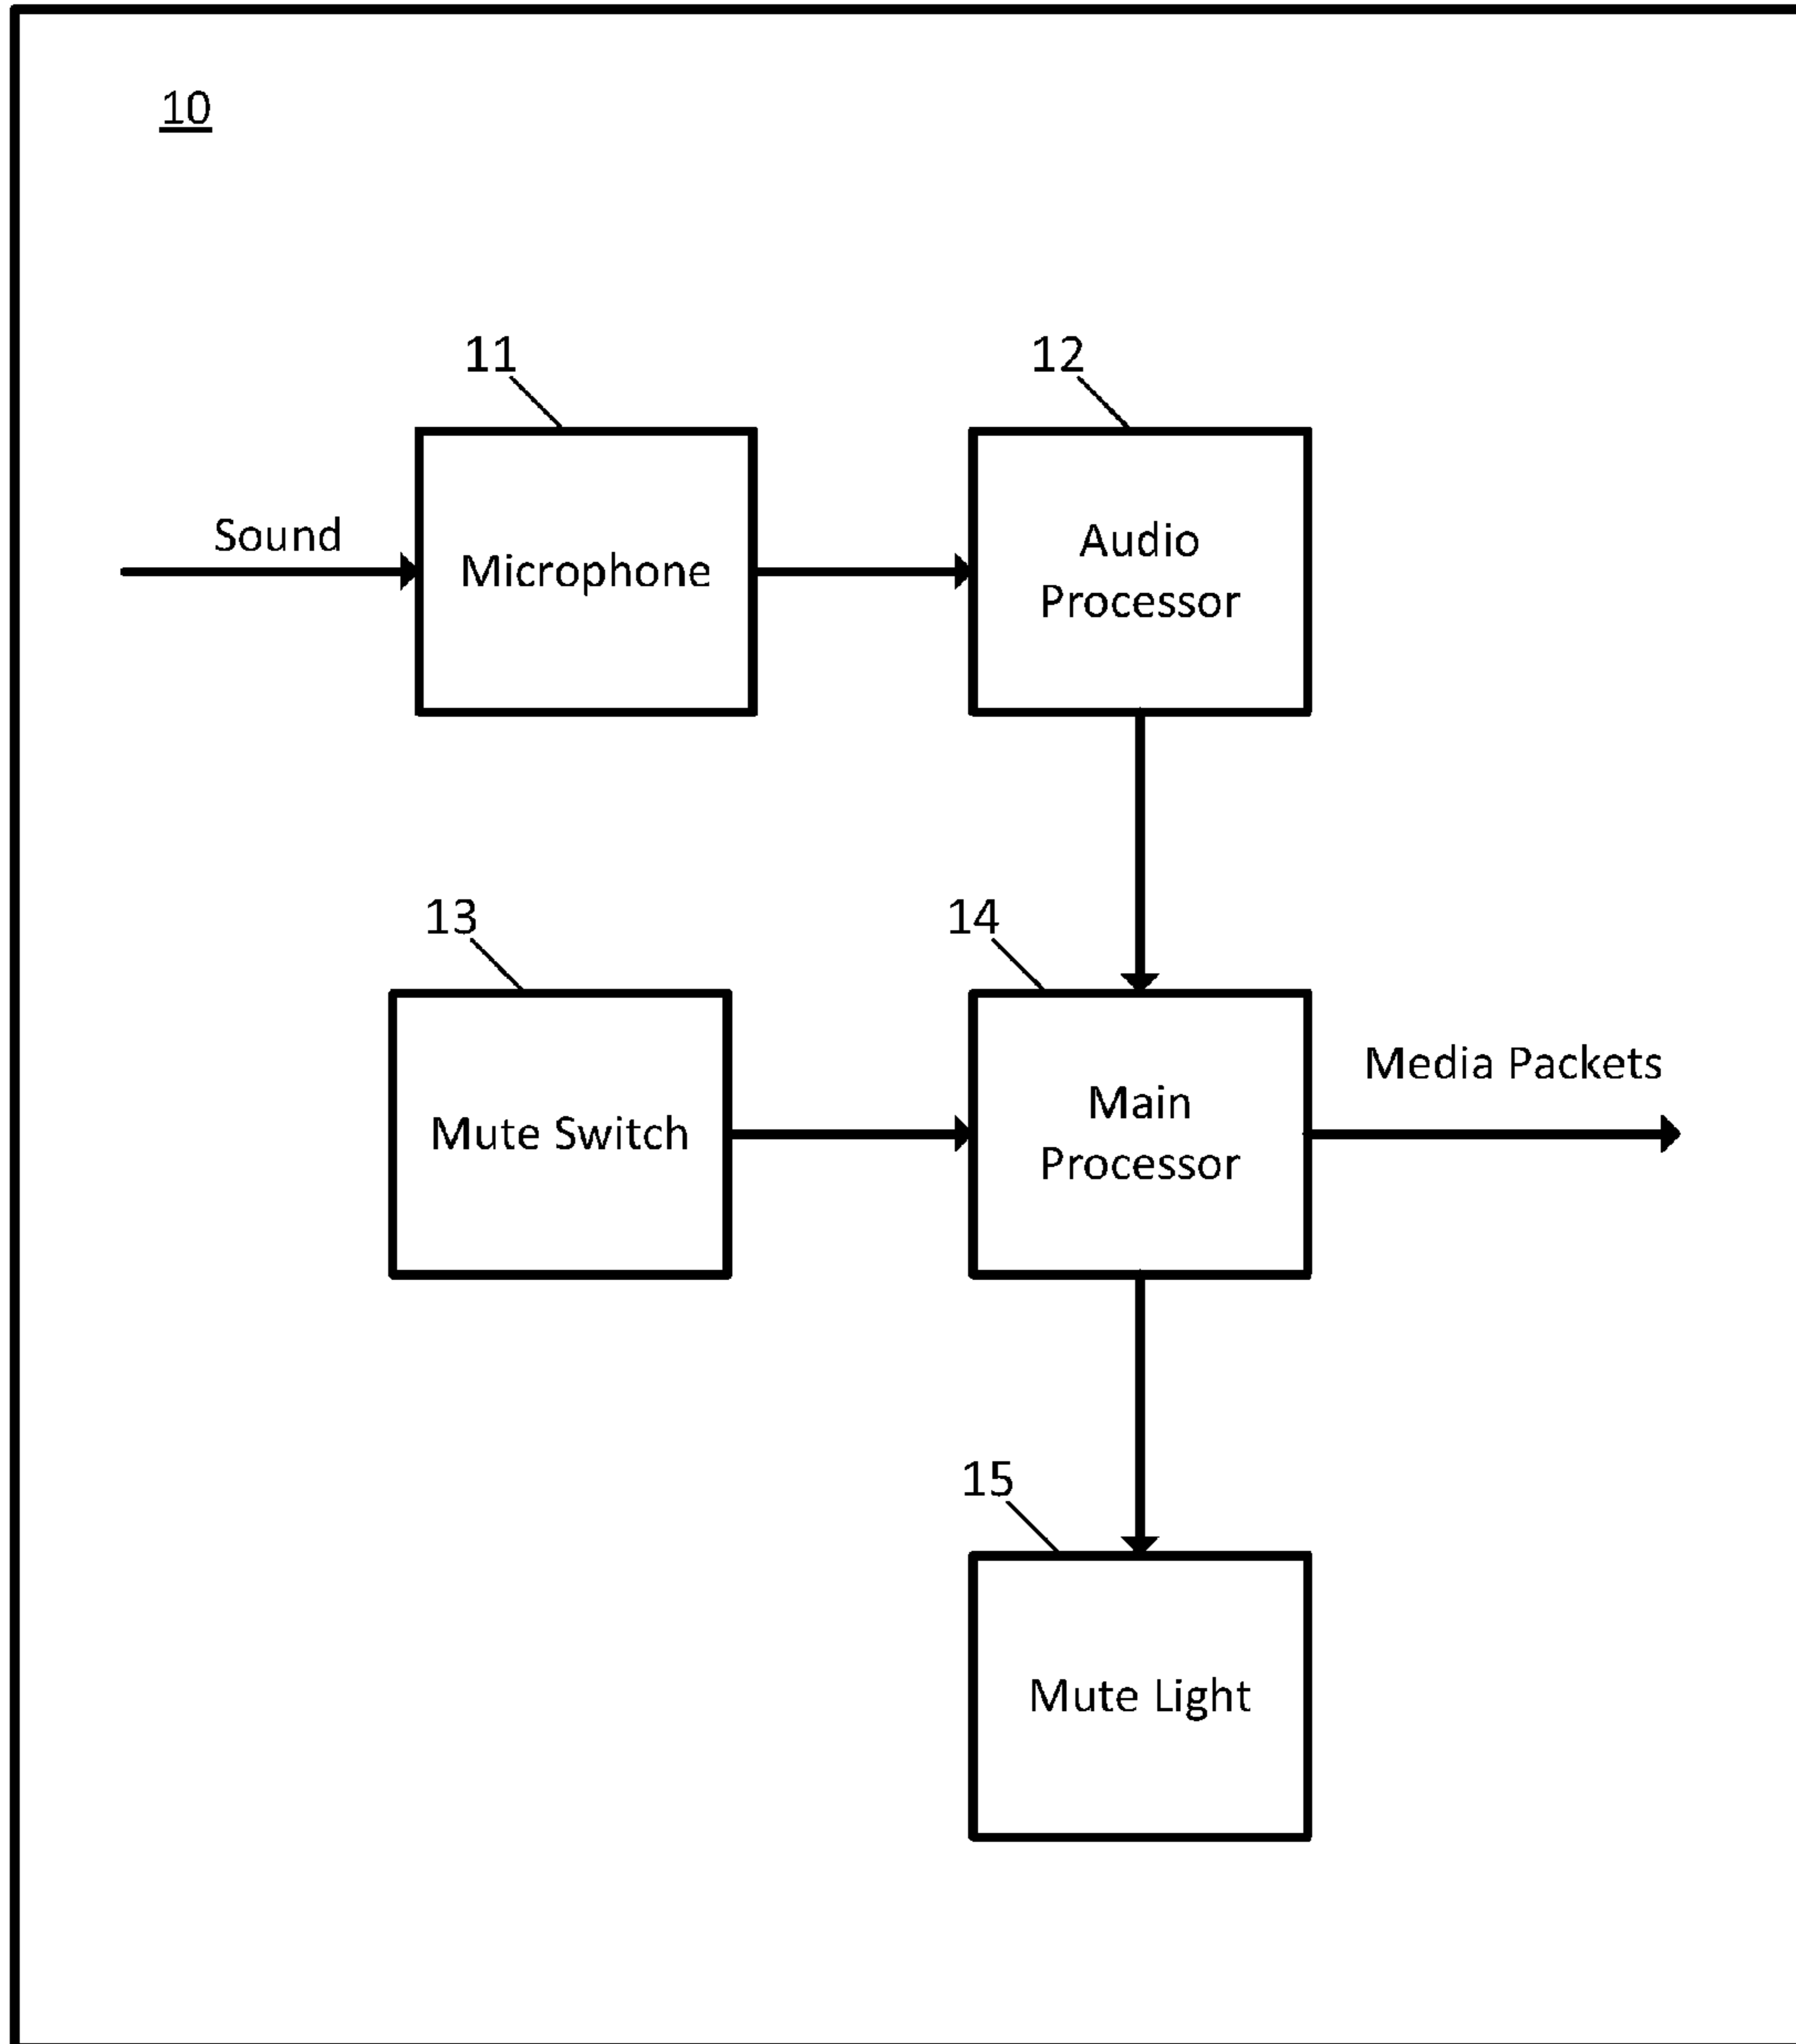 10
11
12
Sound
Microphone
Audio
Processor
13
14
Mute Switch
Main
Processor
Media Packets
15
Mute Light